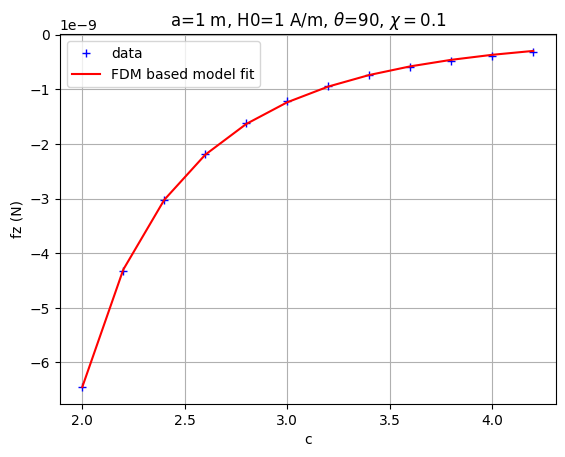 a=1 m, H0=1 A/m, θ=90, χ = 0.1
1e−9
data
FDM based model fit
0
−1
−2
−3
−4
−5
−6
fz (N)
2.0 2.5 3.0 3.5 4.0
c